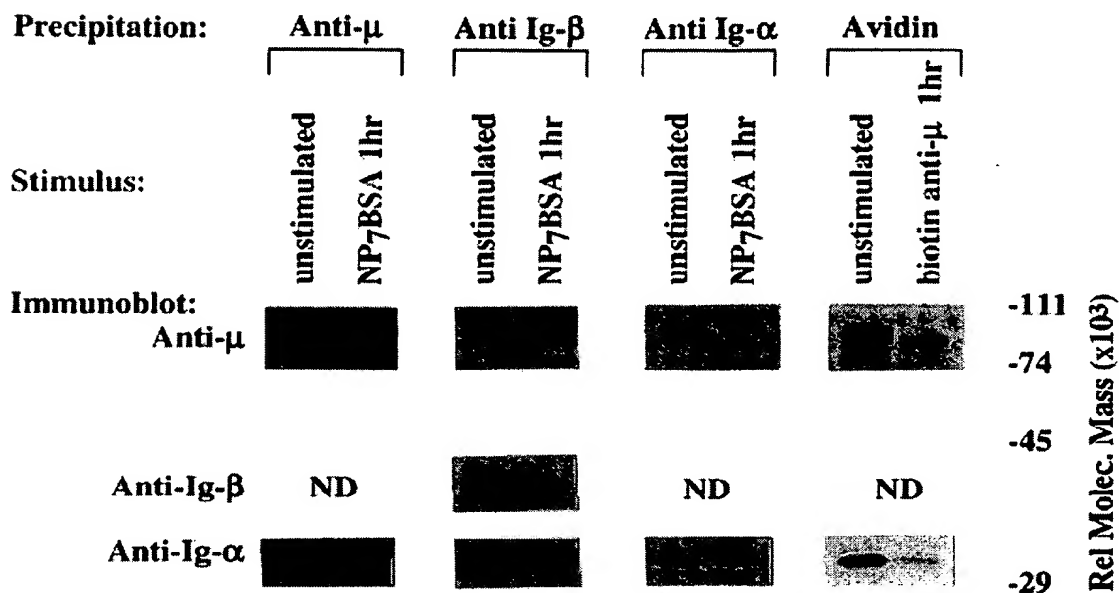 Precipitation: Anti-μ Anti Ig-β Anti Ig-α Avidin
Stimulus: unstimulated NP7BSA 1hr unstimulated NP7BSA 1hr unstimulated NP7BSA 1hr unstimulated biotin anti-μ 1hr
Immunoblot:
Anti-μ
-111
-74
-45
Anti-Ig-β ND ND ND
Anti-Ig-α
-29
Rel Molec. Mass (x10³)